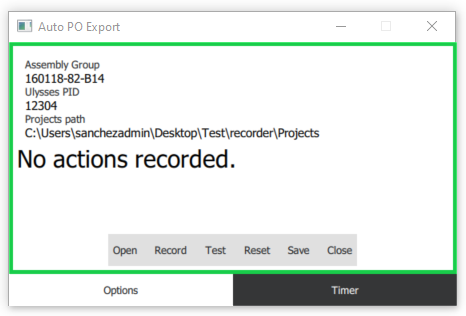 Auto PO Export
Assembly Group
160118-82-B14
Ulysses PID
12304
Projects path
C:\Users\sanchezadmin\Desktop\Test\recorder\Projects
No actions recorded.
Open Record Test Reset Save Close
Options Timer